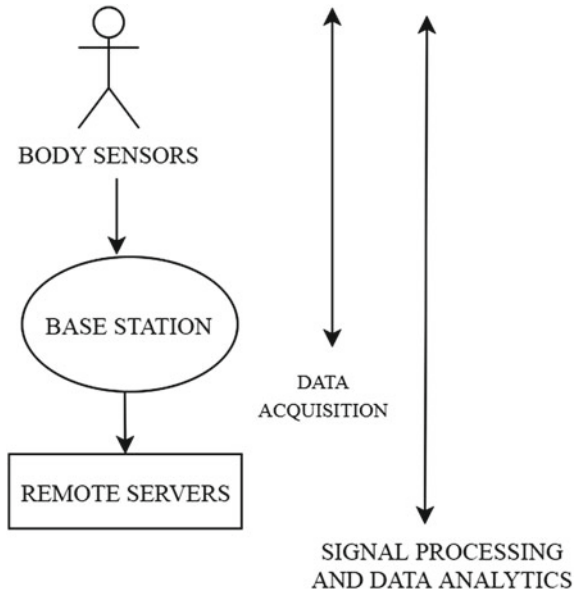 BODY SENSORS
BASE STATION
DATA
ACQUISITION
REMOTE SERVERS
SIGNAL PROCESSING
AND DATA ANALYTICS